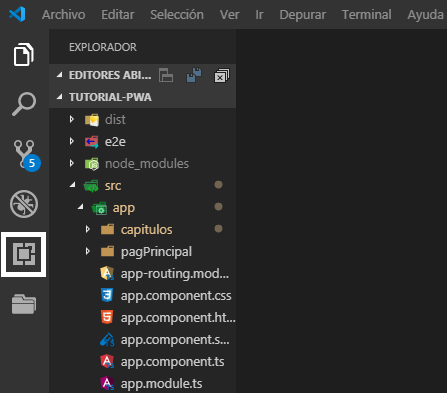 Archivo Editar Selección Ver Ir Depurar Terminal Ayuda
EXPLORADOR
EDITORES ABI...
TUTORIAL-PWA
dist
e2e
node_modules
src
app
capitulos
pagPrincipal
app-routing.mod...
app.component.css
app.component.ht...
app.component.s...
app.component.ts
app.module.ts
5